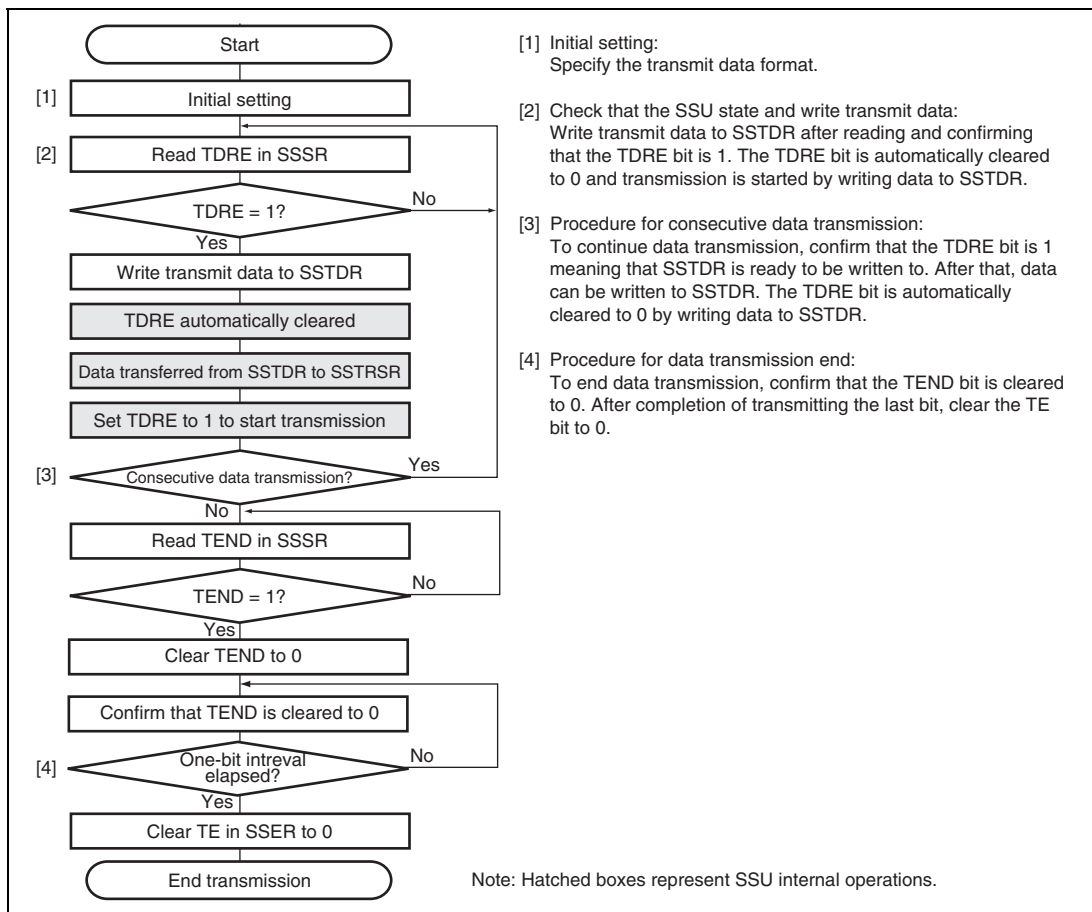 Start
[1] Initial setting
[2] Read TDRE in SSSR
TDRE = 1?
No
Yes
Write transmit data to SSTDR
TDRE automatically cleared
Data transferred from SSTDR to SSTRSR
Set TDRE to 1 to start transmission
[3] Consecutive data transmission?
Yes
No
Read TEND in SSSR
TEND = 1?
No
Yes
Clear TEND to 0
Confirm that TEND is cleared to 0
[4] One-bit intreval
elapsed?
No
Yes
Clear TE in SSER to 0
End transmission
[1] Initial setting:
Specify the transmit data format.
[2] Check that the SSU state and write transmit data:
Write transmit data to SSTDR after reading and confirming
that the TDRE bit is 1. The TDRE bit is automatically cleared
to 0 and transmission is started by writing data to SSTDR.
[3] Procedure for consecutive data transmission:
To continue data transmission, confirm that the TDRE bit is 1
meaning that SSTDR is ready to be written to. After that, data
can be written to SSTDR. The TDRE bit is automatically
cleared to 0 by writing data to SSTDR.
[4] Procedure for data transmission end:
To end data transmission, confirm that the TEND bit is cleared
to 0. After completion of transmitting the last bit, clear the TE
bit to 0.
Note: Hatched boxes represent SSU internal operations.